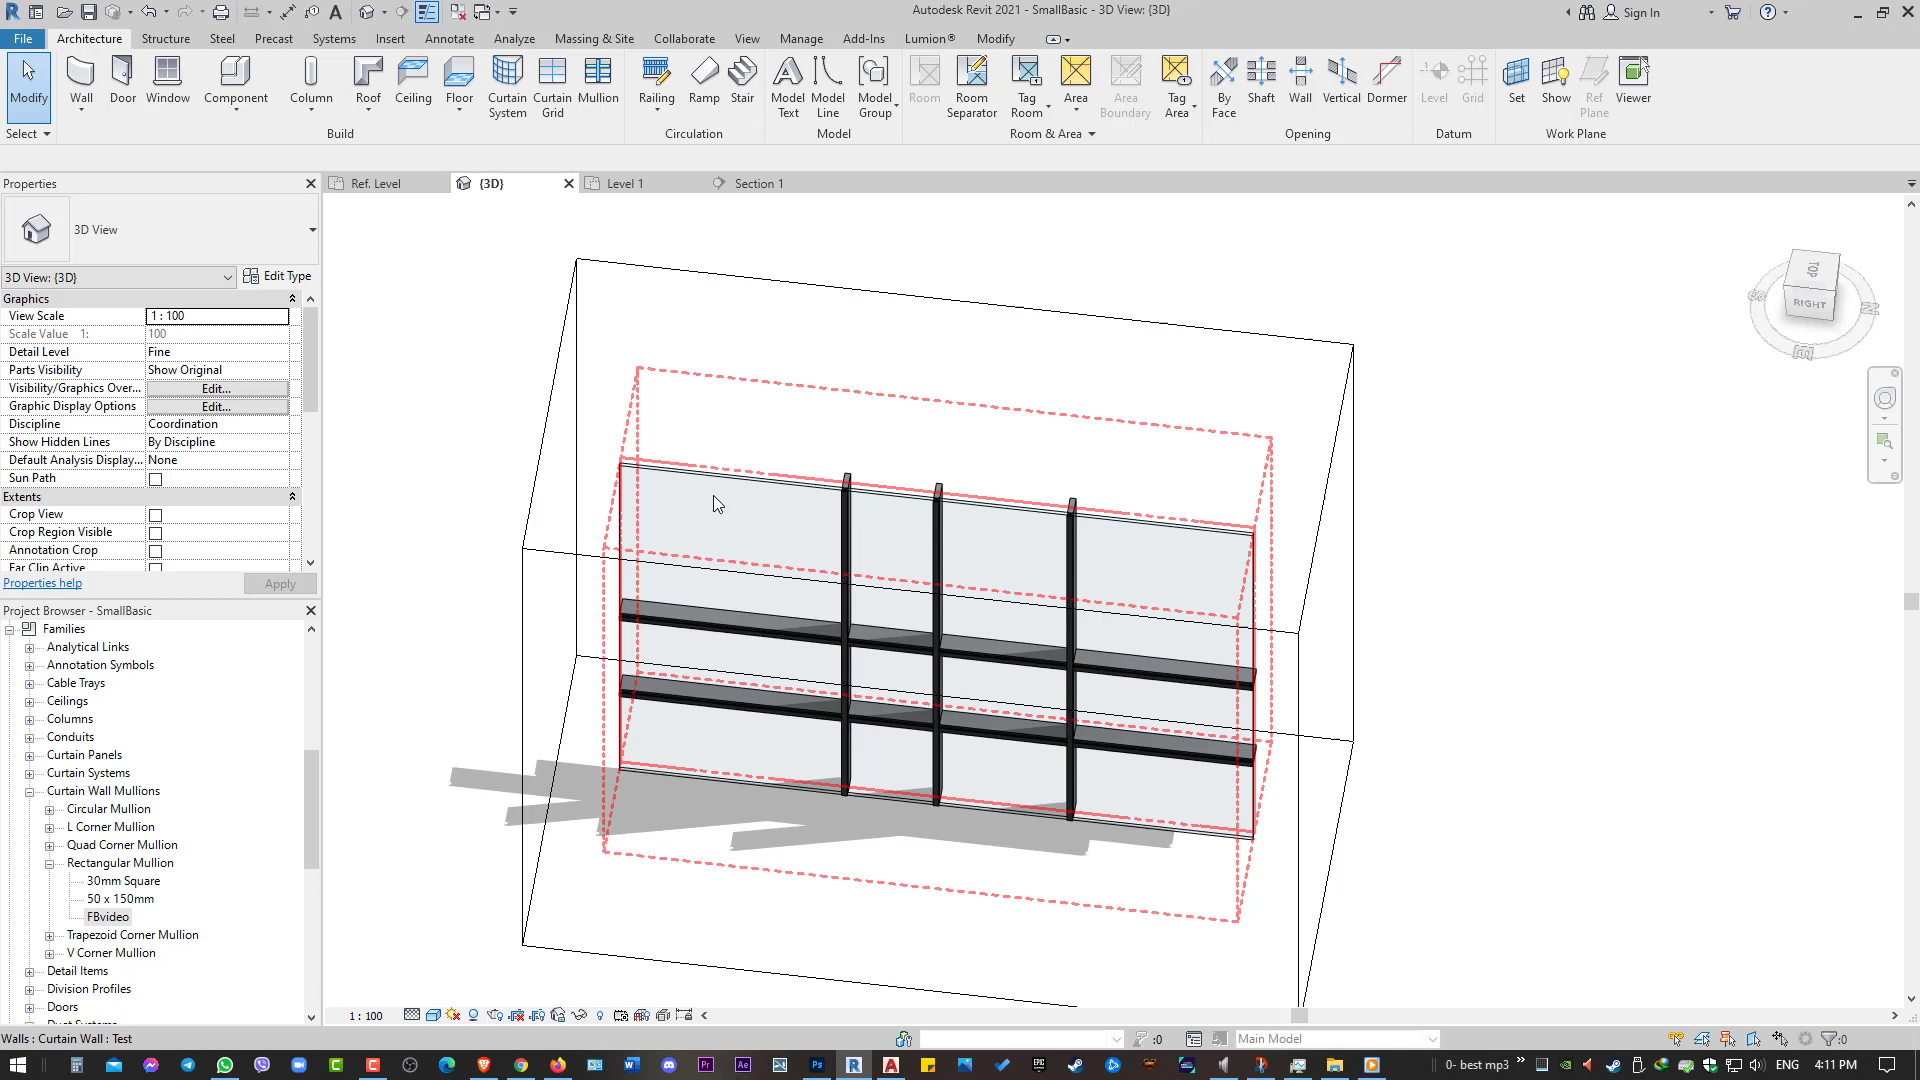 Autodesk Revit 2021 - SmallBasic - 3D View: {3D}
Sign In
File Architecture Structure Steel Precast Systems Insert Annotate Analyze Massing & Site Collaborate View Manage Add-Ins Lumion® Modify
Modify Wall Door Window Component Column Roof Ceiling Floor Curtain System Curtain Grid Mullion Railing Ramp Stair Model Text Model Line Model Group Room Room Separator Tag Room Area Area Boundary Tag Area By Face Shaft Wall Vertical Dormer Level Grid Set Show Ref Plane Viewer
Select Build Circulation Model Room & Area Opening Datum Work Plane
Properties
Ref. Level {3D} Level 1 Section 1
3D View
3D View: {3D} Edit Type
Graphics
View Scale 1 : 100
Scale Value 1: 100
Detail Level Fine
Parts Visibility Show Original
Visibility/Graphics Over... Edit...
Graphic Display Options Edit...
Discipline Coordination
Show Hidden Lines By Discipline
Default Analysis Display... None
Sun Path
Extents
Crop View
Crop Region Visible
Annotation Crop
Far Clip Active
Properties help Apply
Project Browser - SmallBasic
Families
Analytical Links
Annotation Symbols
Cable Trays
Ceilings
Columns
Conduits
Curtain Panels
Curtain Systems
Curtain Wall Mullions
Circular Mullion
L Corner Mullion
Quad Corner Mullion
Rectangular Mullion
30mm Square
50 x 150mm
FBvideo
Trapezoid Corner Mullion
V Corner Mullion
Detail Items
Division Profiles
Doors
Duct Systems
TOP
RIGHT
1 : 100
Walls : Curtain Wall : Test
:0
Main Model
:0
0- best mp3
ENG
4:11 PM